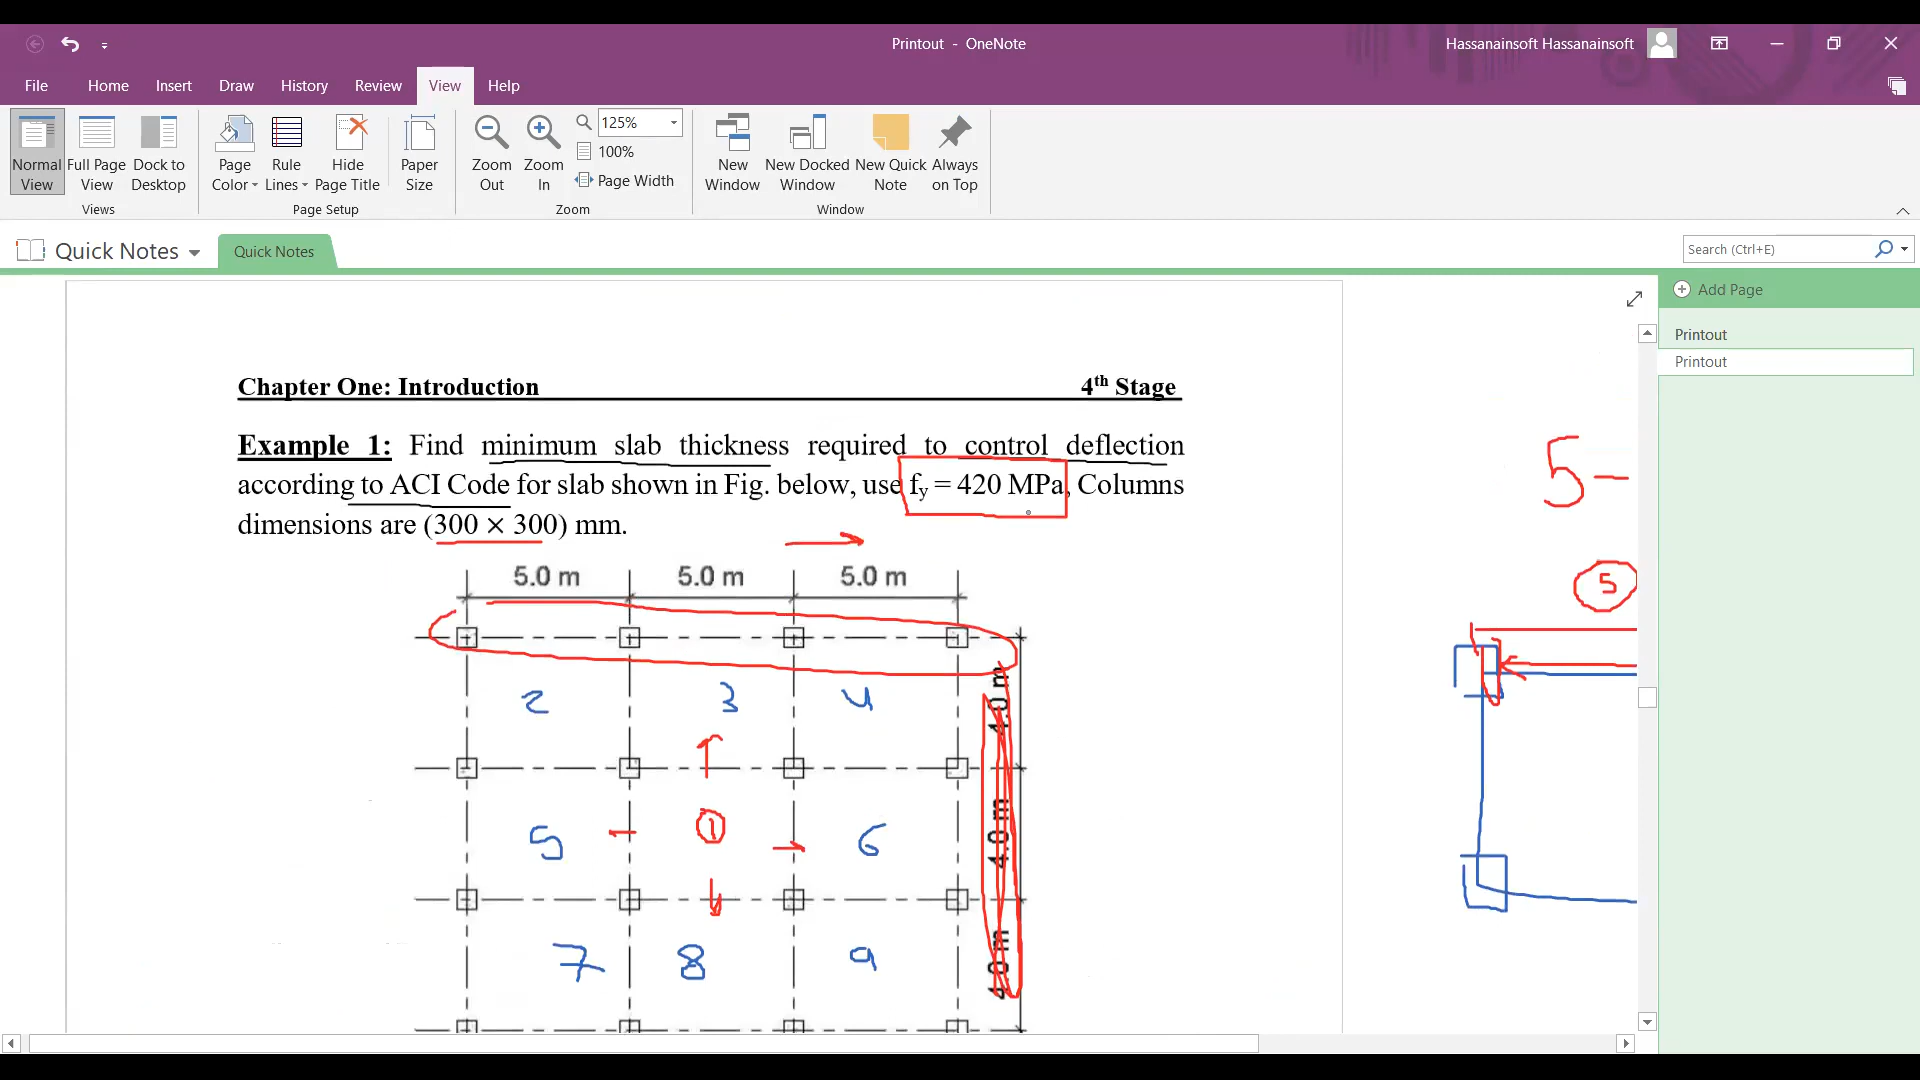 Printout - OneNote
Hassanainsoft Hassanainsoft
File Home Insert Draw History Review View Help
Normal View
Full Page View
Dock to Desktop
Views
Page Color
Rule Lines
Hide Page Title
Paper Size
Page Setup
Zoom Out
Zoom In
125%
100%
Page Width
Zoom
New Window
New Docked Window
New Quick Note
Always on Top
Window
Quick Notes
Quick Notes
Search (Ctrl+E)
Add Page
Printout
Printout
Chapter One: Introduction 4th Stage
Example 1: Find minimum slab thickness required to control deflection
according to ACI Code for slab shown in Fig. below, use fy = 420 MPa, Columns
dimensions are (300 × 300) mm.
5.0 m 5.0 m 5.0 m
4.0 m
4.0 m
4.0 m
2 3 4
5 1 6
7 8 9
5-
5